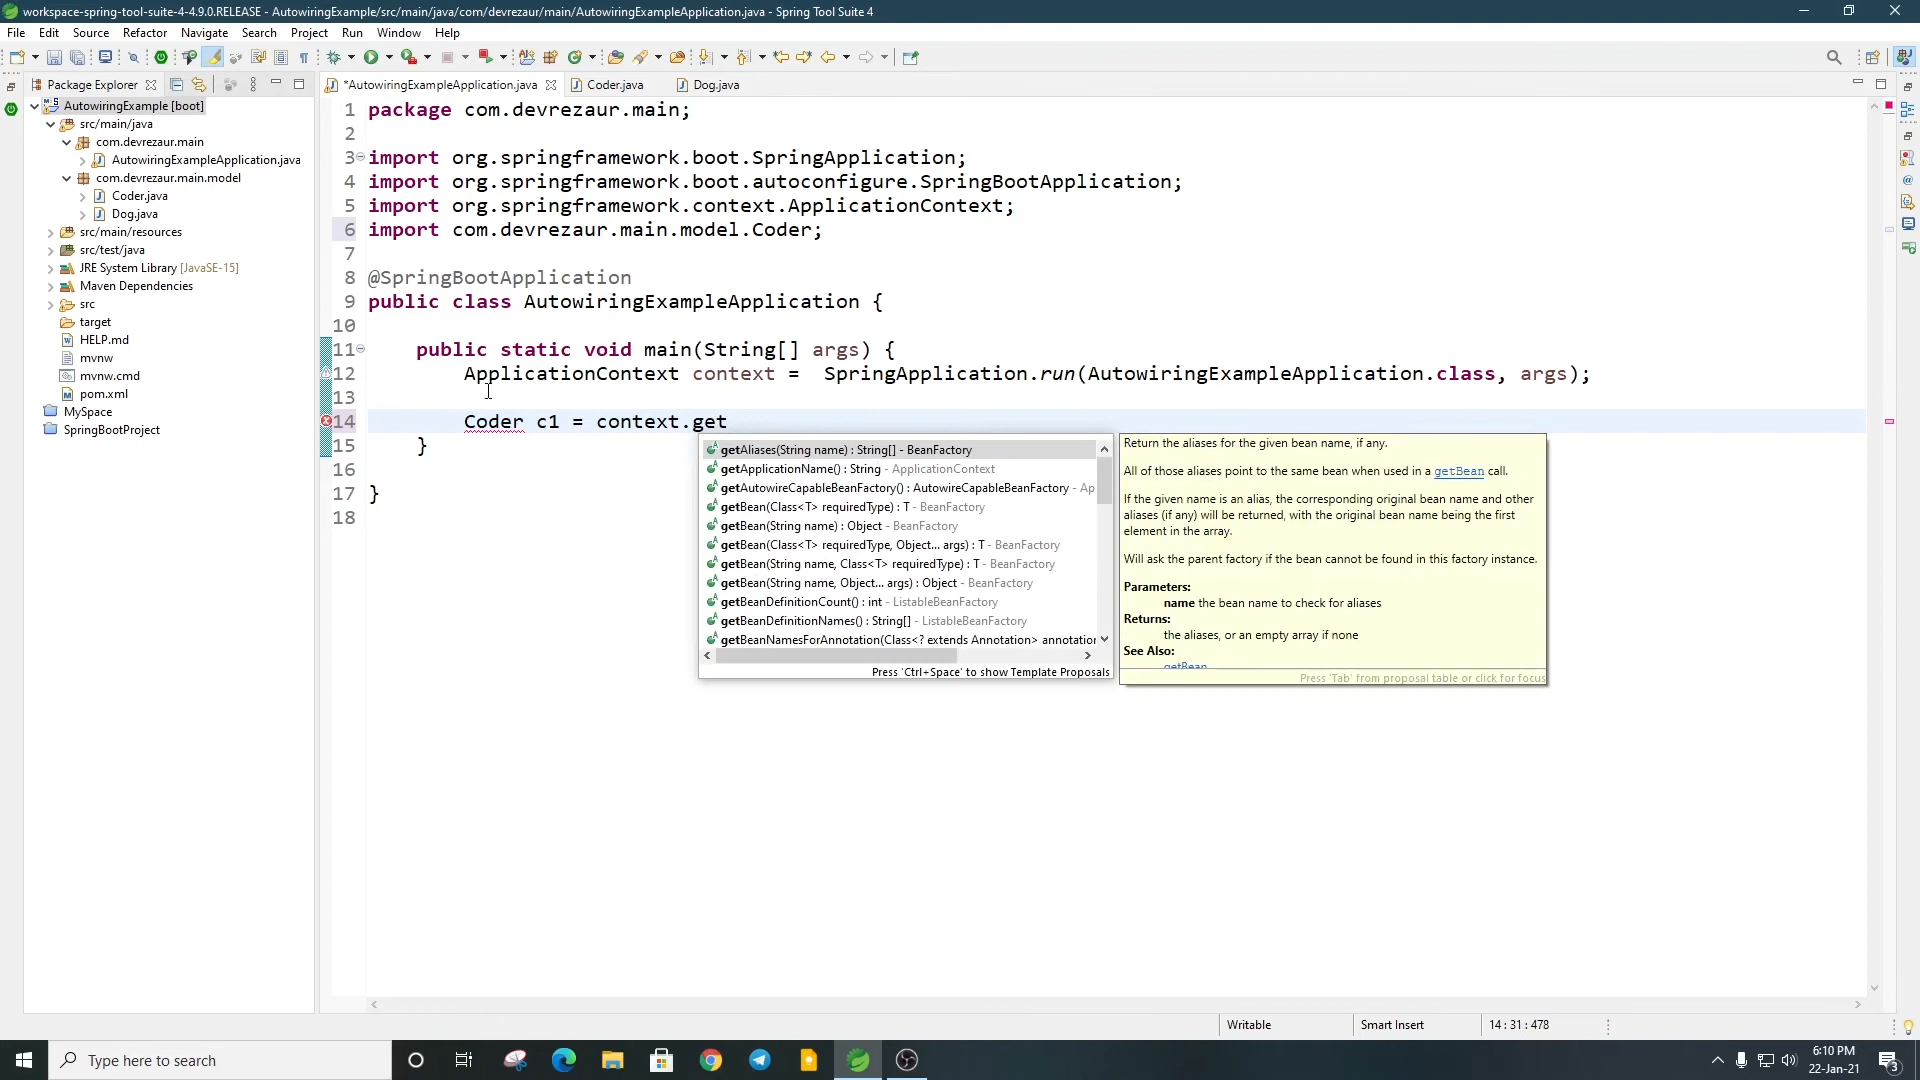 workspace-spring-tool-suite-4-4.9.0.RELEASE - AutowiringExample/src/main/java/com/devrezaur/main/AutowiringExampleApplication.java - Spring Tool Suite 4
File Edit Source Refactor Navigate Search Project Run Window Help
Package Explorer
*AutowiringExampleApplication.java Coder.java Dog.java
AutowiringExample [boot]
src/main/java
com.devrezaur.main
AutowiringExampleApplication.java
com.devrezaur.main.model
Coder.java
Dog.java
src/main/resources
src/test/java
JRE System Library [JavaSE-15]
Maven Dependencies
src
target
HELP.md
mvnw
mvnw.cmd
pom.xml
MySpace
SpringBootProject
1 package com.devrezaur.main;
2
3 import org.springframework.boot.SpringApplication;
4 import org.springframework.boot.autoconfigure.SpringBootApplication;
5 import org.springframework.context.ApplicationContext;
6 import com.devrezaur.main.model.Coder;
7
8 @SpringBootApplication
9 public class AutowiringExampleApplication {
10
11 public static void main(String[] args) {
12 ApplicationContext context =  SpringApplication.run(AutowiringExampleApplication.class, args);
13
14 Coder c1 = context.get
15 }
16
17 }
18
getAliases(String name) : String[] - BeanFactory
getApplicationName() : String - ApplicationContext
getAutowireCapableBeanFactory() : AutowireCapableBeanFactory - Ap
getBean(Class<T> requiredType) : T - BeanFactory
getBean(String name) : Object - BeanFactory
getBean(Class<T> requiredType, Object... args) : T - BeanFactory
getBean(String name, Class<T> requiredType) : T - BeanFactory
getBean(String name, Object... args) : Object - BeanFactory
getBeanDefinitionCount() : int - ListableBeanFactory
getBeanDefinitionNames() : String[] - ListableBeanFactory
getBeanNamesForAnnotation(Class<? extends Annotation> annotation
Press 'Ctrl+Space' to show Template Proposals
Return the aliases for the given bean name, if any.
All of those aliases point to the same bean when used in a getBean call.
If the given name is an alias, the corresponding original bean name and other
aliases (if any) will be returned, with the original bean name being the first
element in the array.
Will ask the parent factory if the bean cannot be found in this factory instance.
Parameters:
name the bean name to check for aliases
Returns:
the aliases, or an empty array if none
See Also:
getBean
Press 'Tab' from proposal table or click for focus
Writable Smart Insert 14 : 31 : 478
Type here to search
6:10 PM
22-Jan-21
3